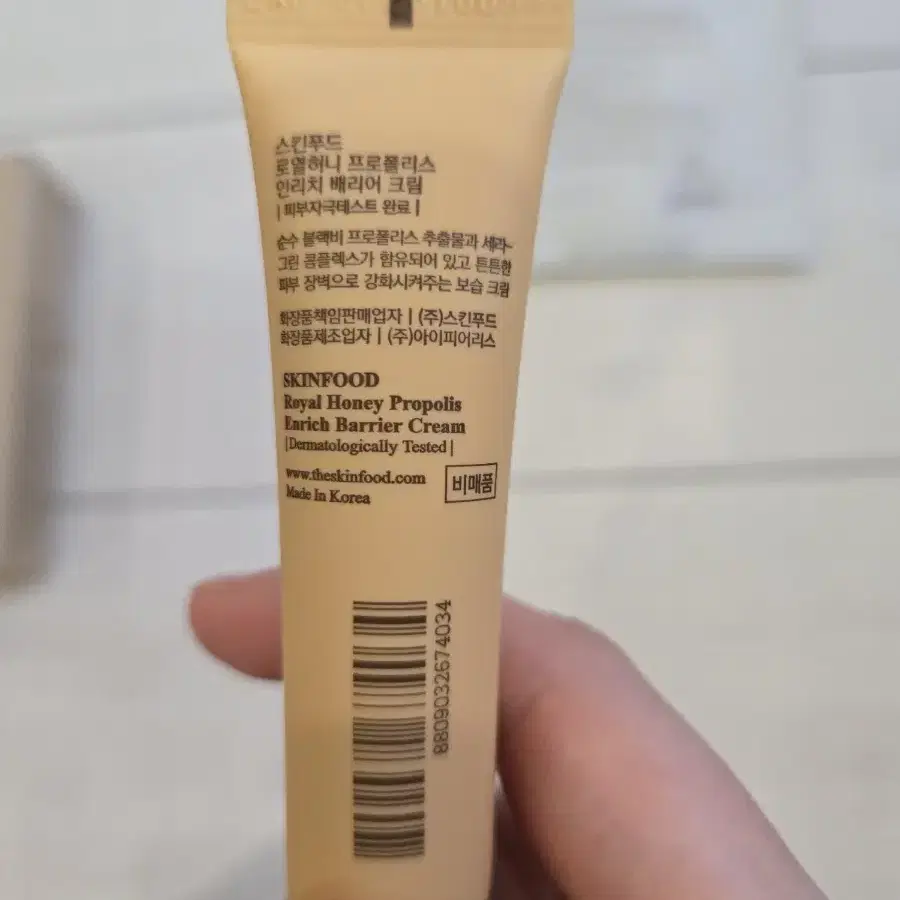 스킨푸드
로열허니 프로폴리스
인리치 배리어 크림
| 피부자극테스트 완료 |
순수 블랙비 프로폴리스 추출물과 세라-
그린 콤플렉스가 함유되어 있고 튼튼한
피부 장벽으로 강화시켜주는 보습 크림
화장품책임판매업자 | (주)스킨푸드
화장품제조업자 | (주)아이피어리스
SKINFOOD
Royal Honey Propolis
Enrich Barrier Cream
|Dermatologically Tested|
www.theskinfood.com
Made In Korea
비매품
8809032674034